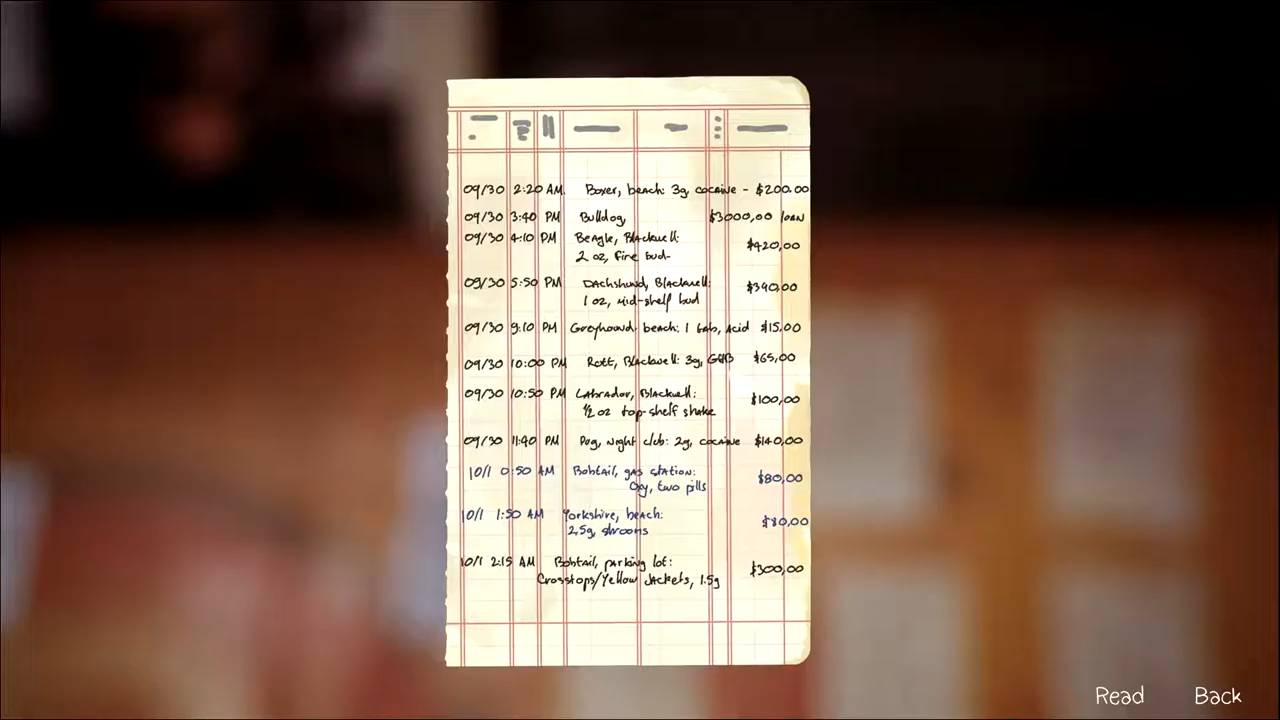 09/30 2:20 AM. Boxer, beach: 3g, cocaine - $200.00
09/30 3:40 PM Bulldog, $3000,00 loan
09/30 4:10 PM Beagle, Blackwell: $420,00
2 oz, fire bud-
09/30 5:50 PM Dachshund, Blackwell: $340,00
1 oz, mid-shelf bud
09/30 9:10 PM Greyhound, beach: 1 tab, Acid $15.00
09/30 10:00 PM Rott, Blackwell: 3g, GHB $65,00
09/30 10:50 PM Labrador, Blackwell: $100,00
1/2 oz top-shelf shake
09/30 11:40 PM Pug, night club: 2g, cocaine $140,00
10/1 0:50 AM Bobtail, gas station: $80,00
Oxy, two pills
10/1 1:50 AM Yorkshire, beach:
2,5g, shrooms
10/1 2:15 AM Bobtail, parking lot: $300,00
Crosstops/Yellow Jackets, 1.5g
Read Back